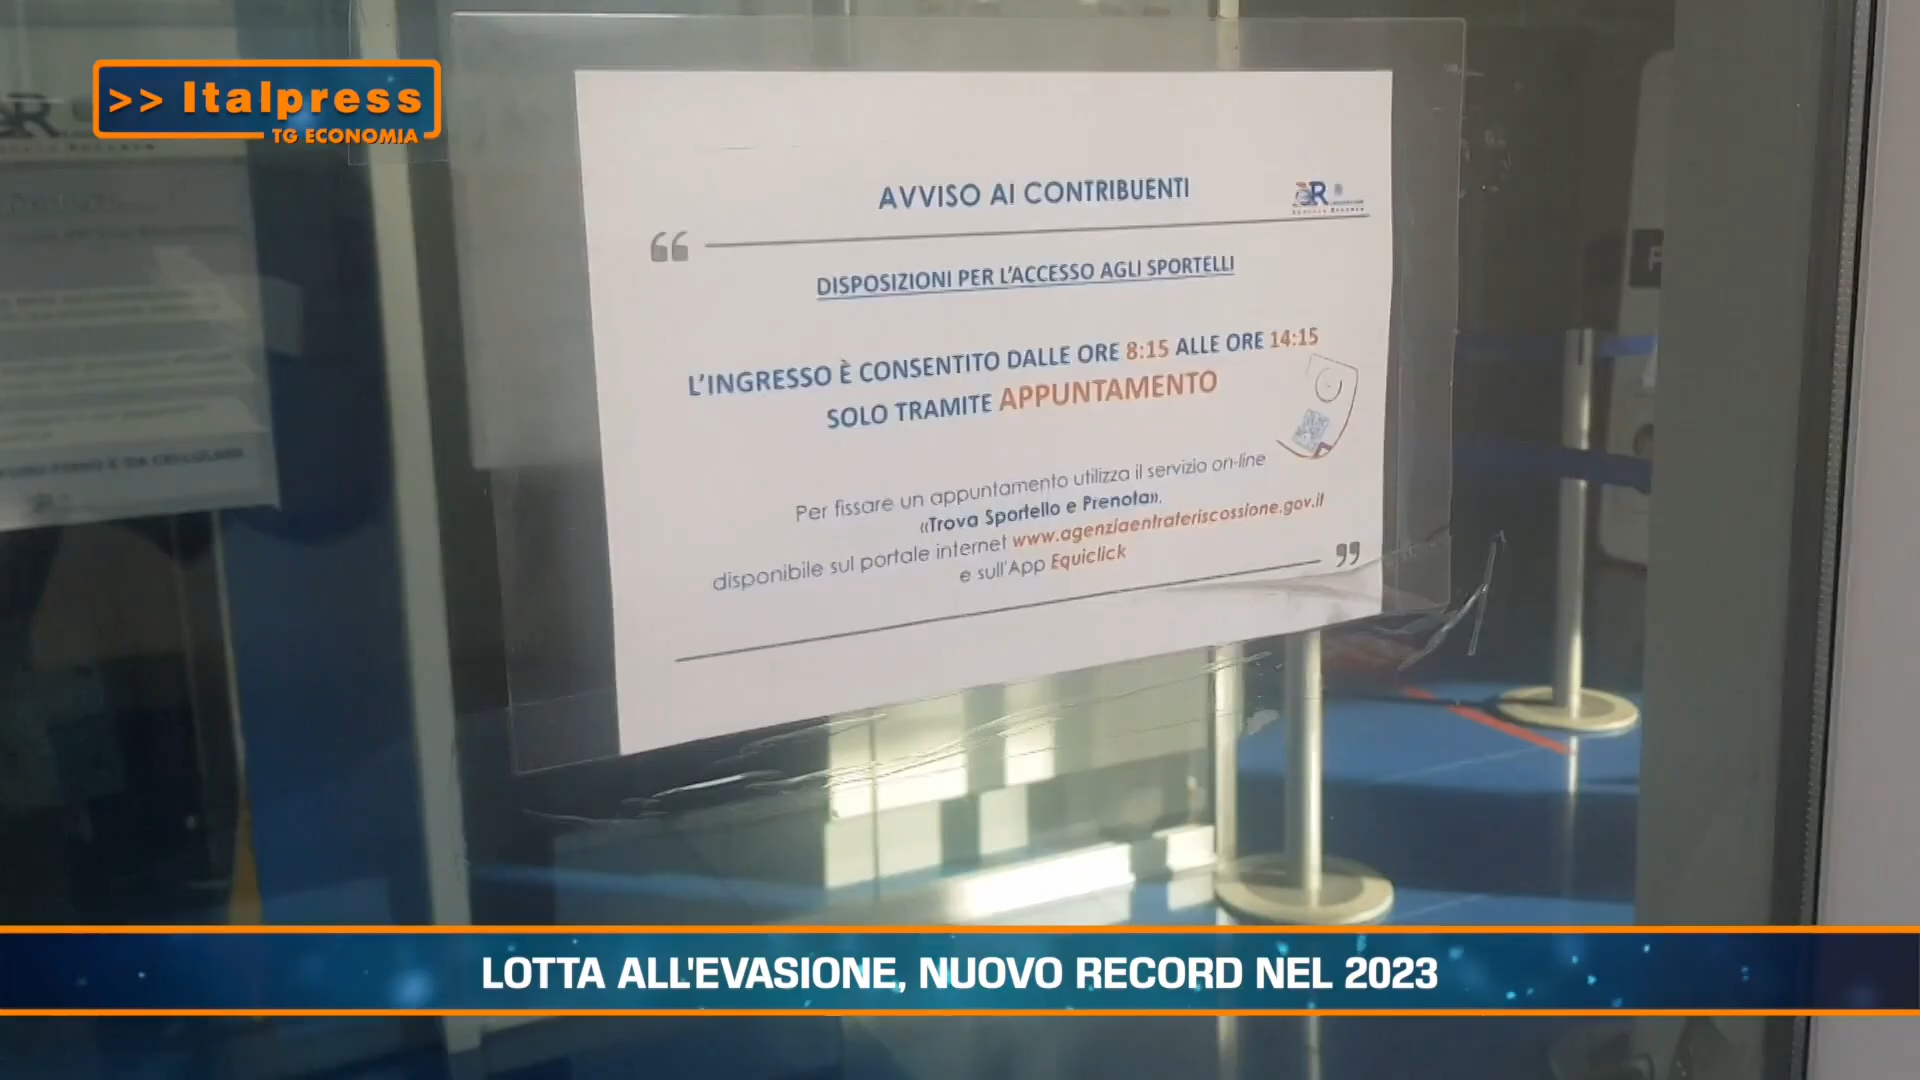 >> Italpress
TG ECONOMIA
AVVISO AI CONTRIBUENTI
DISPOSIZIONI PER L'ACCESSO AGLI SPORTELLI
L'INGRESSO È CONSENTITO DALLE ORE 8:15 ALLE ORE 14:15
SOLO TRAMITE APPUNTAMENTO
Per fissare un appuntamento utilizza il servizio on-line
«Trova Sportello e Prenota»,
disponibile sul portale internet www.agenziaentrateriscossione.gov.it
e sull'App Equiclick
LOTTA ALL'EVASIONE, NUOVO RECORD NEL 2023